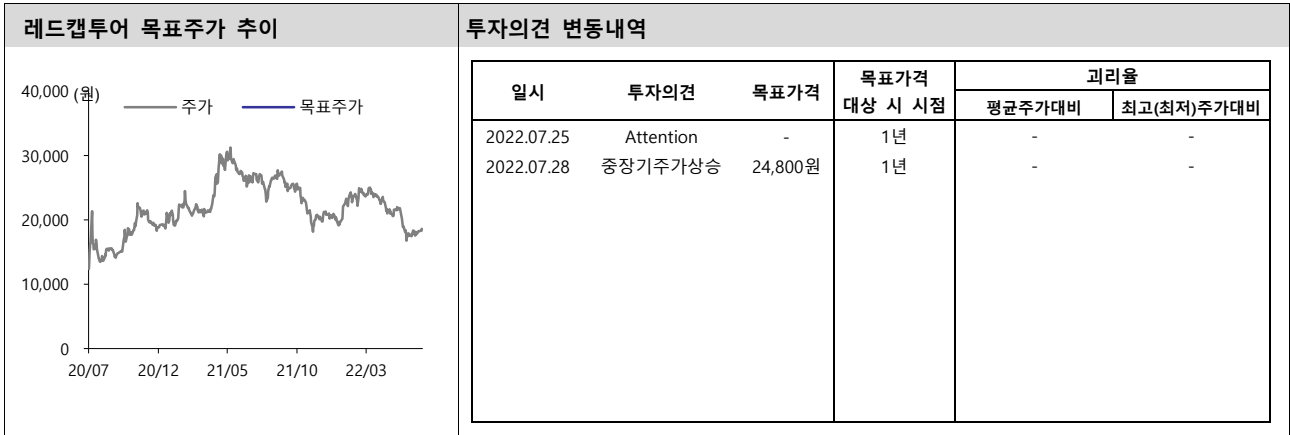 레드캡투어 목표주가 추이
40,000 (원)
주가
목표주가
30,000
20,000
10,000
0
20/07 20/12 21/05 21/10 22/03
투자의견 변동내역
일시 투자의견 목표가격 목표가격 대상 시 시점 괴리율
평균주가대비 최고(최저)주가대비
2022.07.25 Attention - 1년 - -
2022.07.28 중장기주가상승 24,800원 1년 - -